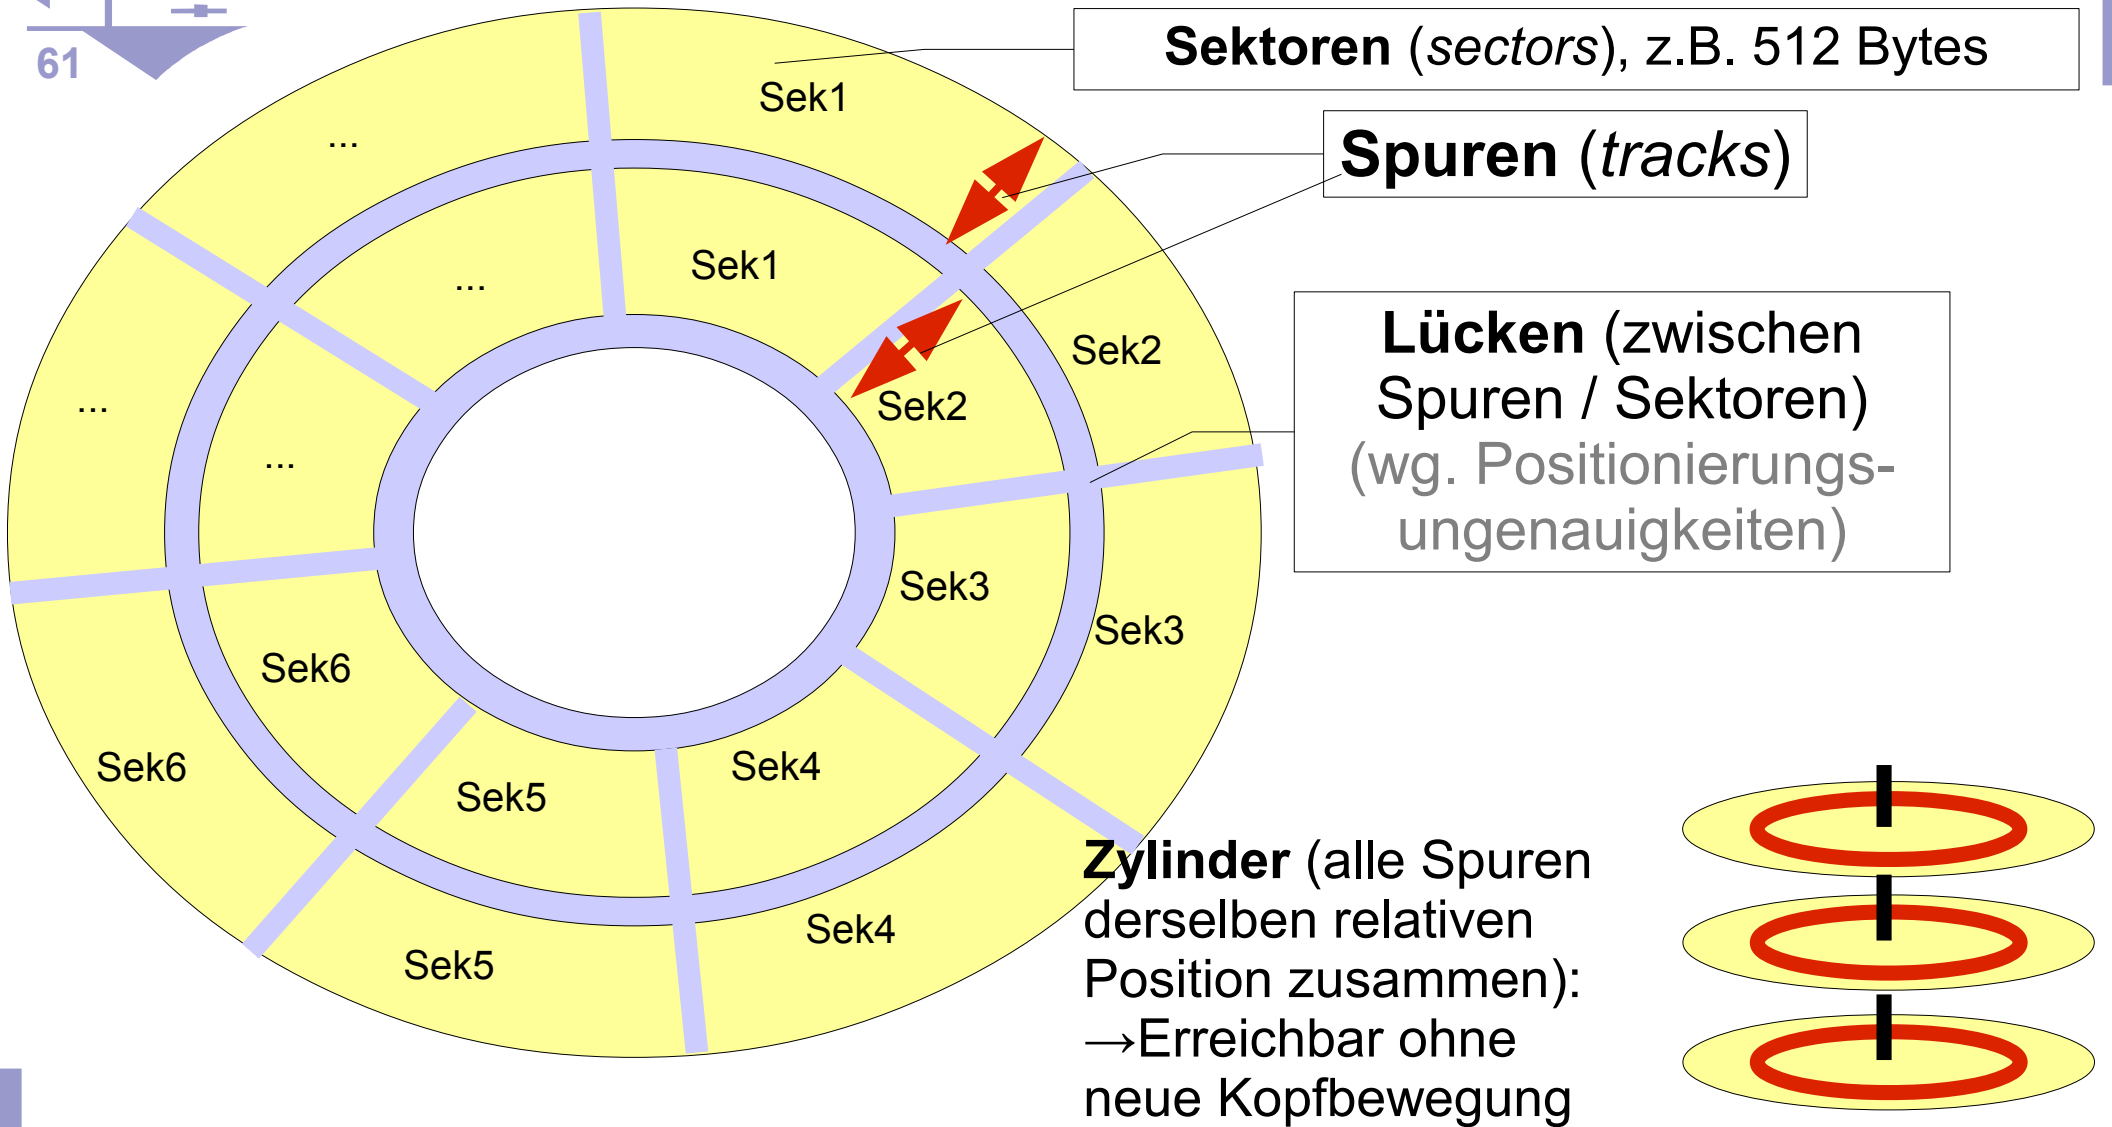 61
Sektoren (sectors), z.B. 512 Bytes
Spuren (tracks)
Lücken (zwischen
Spuren / Sektoren)
(wg. Positionierungs-
ungenauigkeiten)
Sek1
...
Sek1
...
Sek2
Sek2
...
...
Sek3
Sek3
Sek6
Sek6
Sek4
Sek5
Sek4
Sek5
Zylinder (alle Spuren
derselben relativen
Position zusammen):
→Erreichbar ohne
neue Kopfbewegung